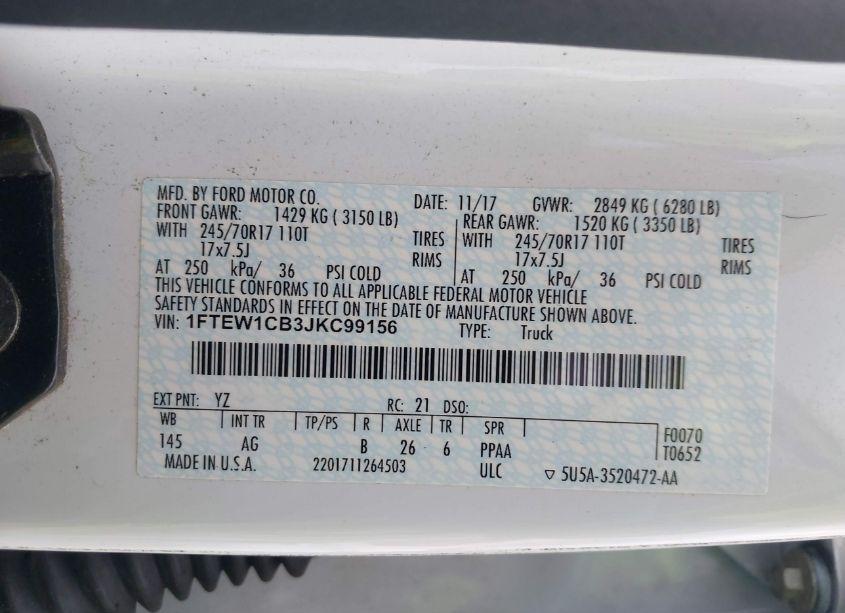 MFD. BY FORD MOTOR CO. DATE: 11/17 GVWR: 2849 KG ( 6280 LB)
FRONT GAWR: 1429 KG ( 3150 LB) REAR GAWR: 1520 KG ( 3350 LB)
WITH 245/70R17 110T TIRES WITH 245/70R17 110T TIRES
17x7.5J RIMS 17x7.5J RIMS
AT 250 kPa/ 36 PSI COLD AT 250 kPa/ 36 PSI COLD
THIS VEHICLE CONFORMS TO ALL APPLICABLE FEDERAL MOTOR VEHICLE
SAFETY STANDARDS IN EFFECT ON THE DATE OF MANUFACTURE SHOWN ABOVE.
VIN: 1FTEW1CB3JKC99156 TYPE: Truck
EXT PNT: YZ RC: 21 DSO:
WB INT TR TP/PS R AXLE TR SPR F0070
145 AG B 26 6 PPAA T0652
MADE IN U.S.A. 2201711264503 ULC ▽ 5U5A-3520472-AA